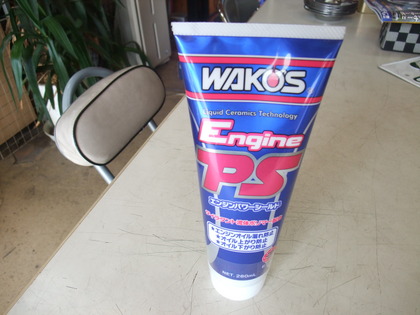 WAKO'S
Liquid Ceramics Technology
Engine
PS
エンジンパワーシールド
★エンジンオイル漏れ防止
★オイル上がり防止
★オイル下がり防止
NET 280mL